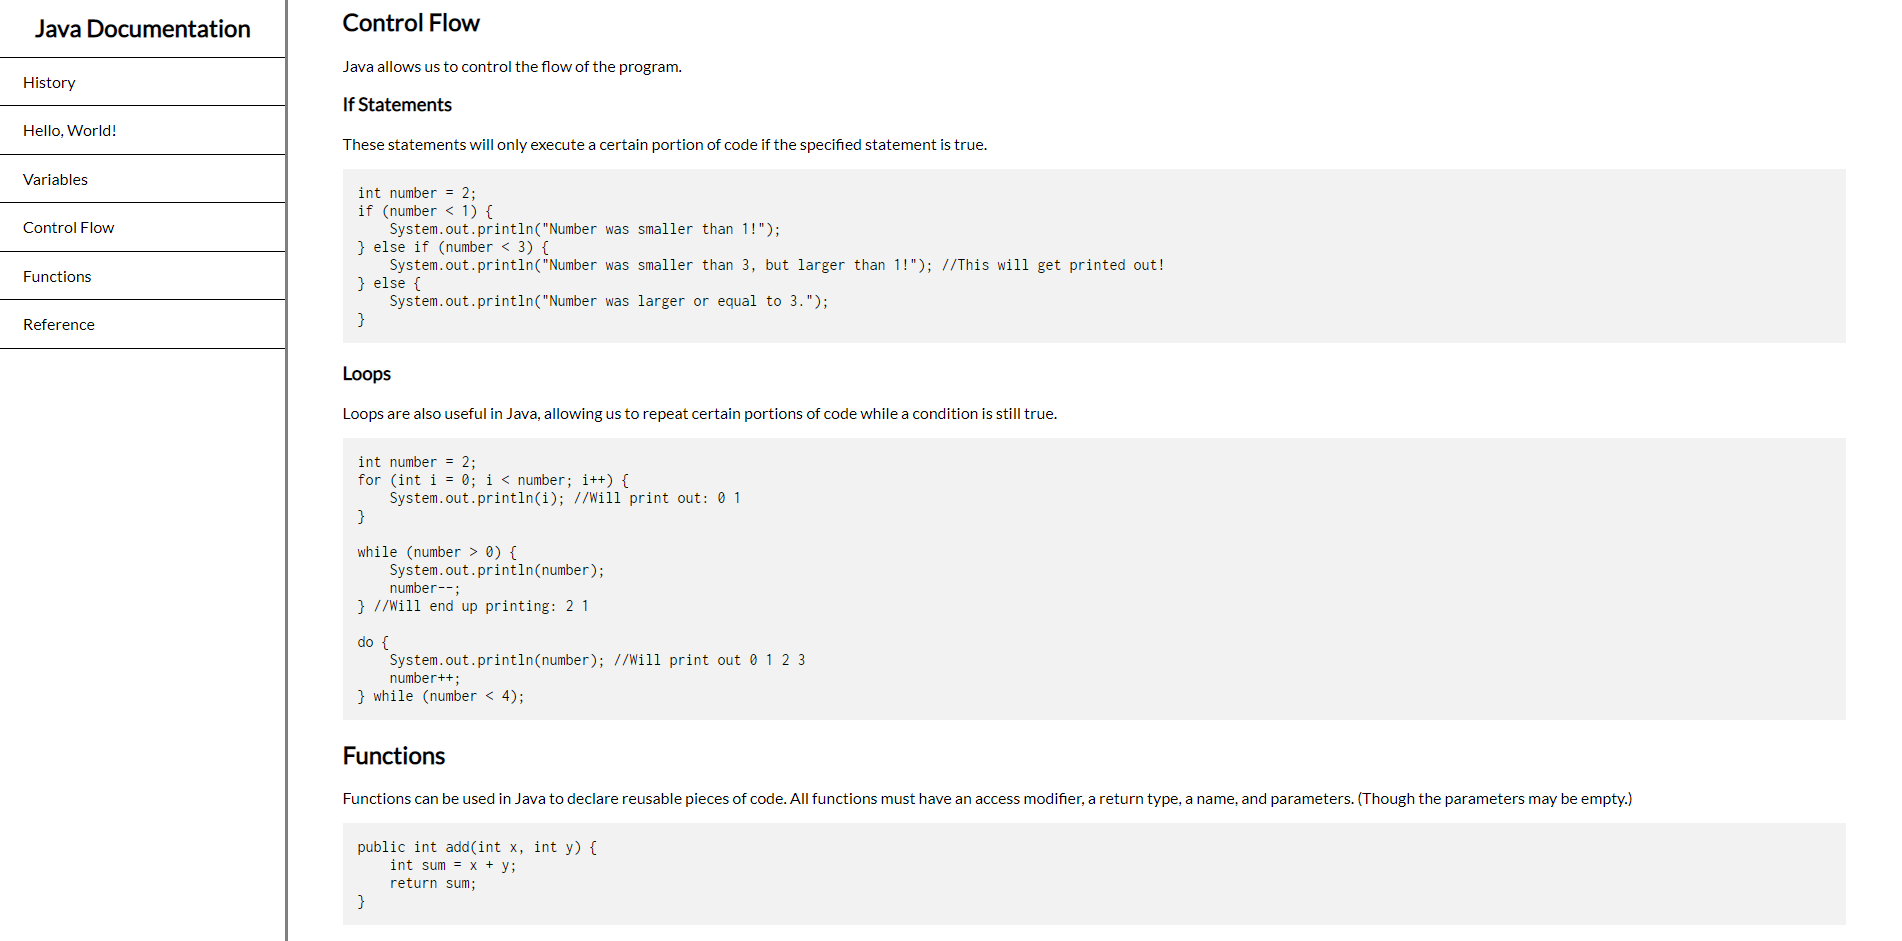 Java Documentation
History
Hello, World!
Variables
Control Flow
Functions
Reference
Control Flow
Java allows us to control the flow of the program.
If Statements
These statements will only execute a certain portion of code if the specified statement is true.
int number = 2;
if (number < 1) {
    System.out.println("Number was smaller than 1!");
} else if (number < 3) {
    System.out.println("Number was smaller than 3, but larger than 1!"); //This will get printed out!
} else {
    System.out.println("Number was larger or equal to 3.");
}
Loops
Loops are also useful in Java, allowing us to repeat certain portions of code while a condition is still true.
int number = 2;
for (int i = 0; i < number; i++) {
    System.out.println(i); //Will print out: 0 1
}
while (number > 0) {
    System.out.println(number);
    number--;
} //Will end up printing: 2 1
do {
    System.out.println(number); //Will print out 0 1 2 3
    number++;
} while (number < 4);
Functions
Functions can be used in Java to declare reusable pieces of code. All functions must have an access modifier, a return type, a name, and parameters. (Though the parameters may be empty.)
public int add(int x, int y) {
    int sum = x + y;
    return sum;
}